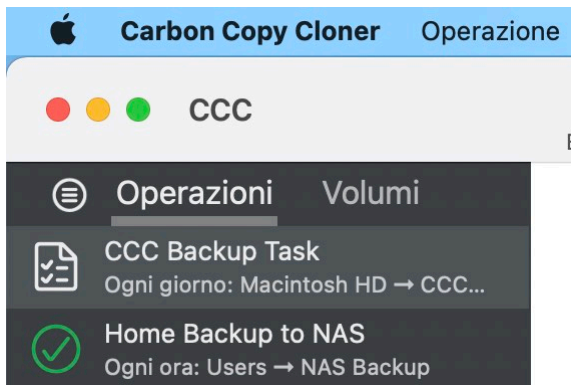 Carbon Copy Cloner Operazione
CCC
Operazioni Volumi
CCC Backup Task
Ogni giorno: Macintosh HD → CCC...
Home Backup to NAS
Ogni ora: Users → NAS Backup